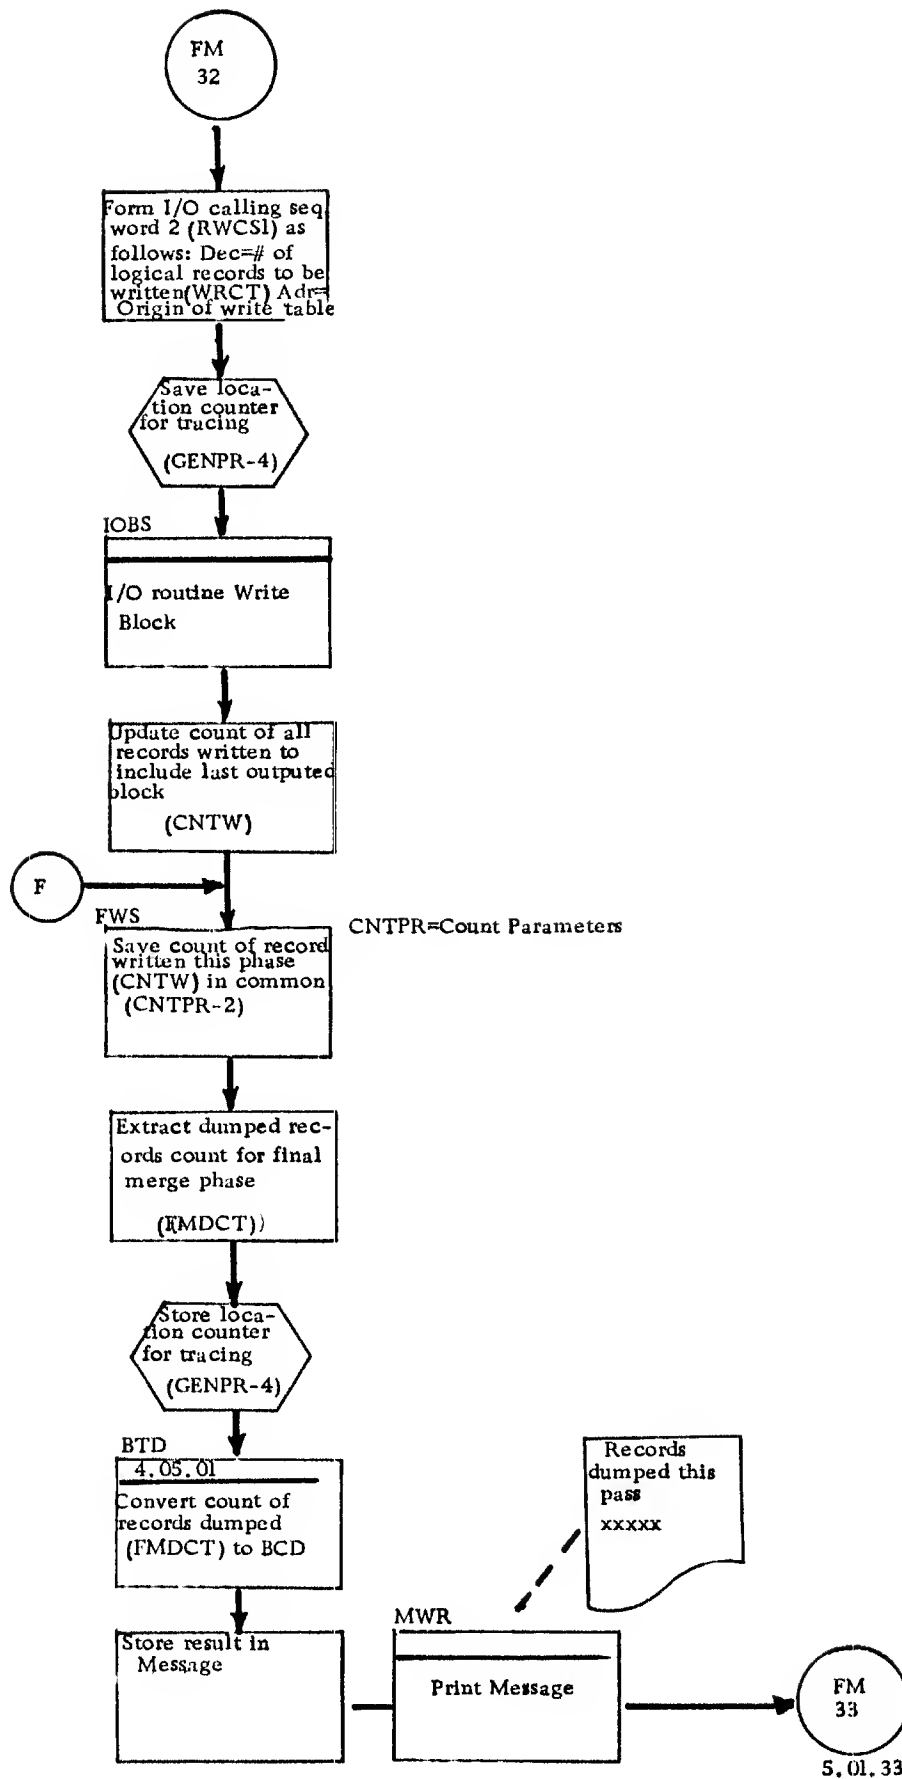 FM
32
Form I/O calling seq
word 2 (RWCS1) as
follows: Dec=# of
logical records to be
written(WRCT) Adr=
Origin of write table
Save loca-
tion counter
for tracing
(GENPR-4)
IOBS
I/O routine Write
Block
Update count of all
records written to
include last outputed
block
(CNTW)
F
FWS
CNTPR=Count Parameters
Save count of record
written this phase
(CNTW) in common
(CNTPR-2)
Extract dumped rec-
ords count for final
merge phase
(FMDCT))
Store loca-
tion counter
for tracing
(GENPR-4)
BTD
4.05.01
Convert count of
records dumped
(FMDCT) to BCD
Records
dumped this
pass
xxxxx
Store result in
Message
MWR
Print Message
FM
33
5.01.33